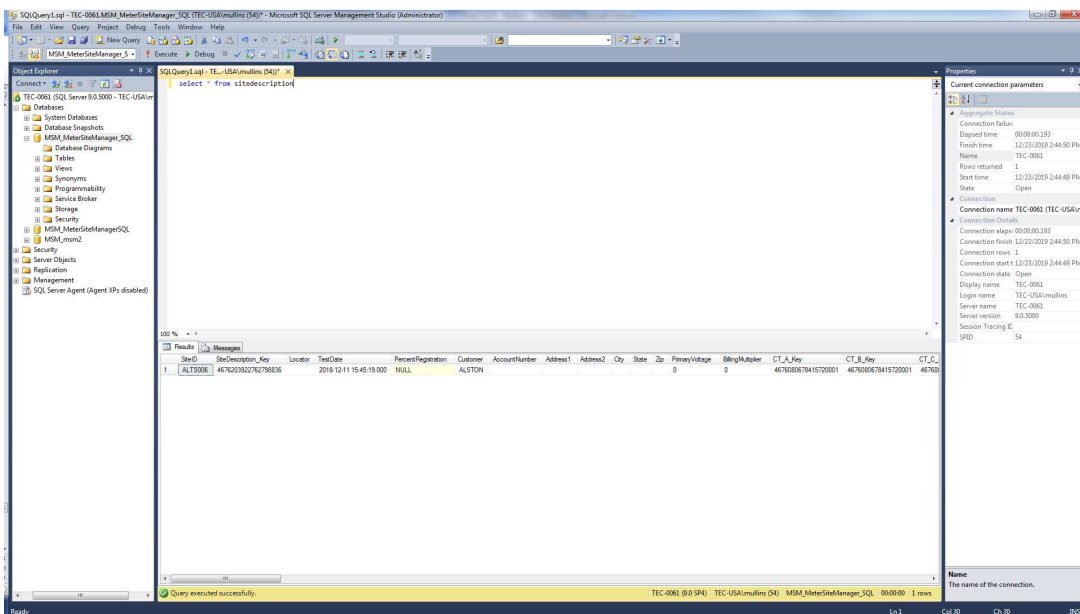 SQLQuery1.sql - TEC-0061.MSM_MeterSiteManager_SQL (TEC-USA\mullins (54))* - Microsoft SQL Server Management Studio (Administrator)
File Edit View Query Project Debug Tools Window Help
New Query
MSM_MeterSiteManager_S Execute Debug
Object Explorer
Connect
TEC-0061 (SQL Server 9.0.5000 - TEC-USA\m
Databases
System Databases
Database Snapshots
MSM_MeterSiteManager_SQL
Database Diagrams
Tables
Views
Synonyms
Programmability
Service Broker
Storage
Security
MSM_MeterSiteManagerSQL
MSM_msm2
Security
Server Objects
Replication
Management
SQL Server Agent (Agent XPs disabled)
SQLQuery1.sql - TE...-USA\mullins (54))*
select * from sitedescription
100 %
Results Messages
SiteID SiteDescription_Key Locator TestDate PercentRegistration Customer AccountNumber Address1 Address2 City State Zip PrimaryVoltage BillingMultiplier CT_A_Key CT_B_Key CT_C_
1 ALTS006 4676203922762798836 2018-12-11 15:45:19.000 NULL ALSTON 0 0 4676080678415720001 4676080678415720001 46760
Query executed successfully. TEC-0061 (9.0 SP4) TEC-USA\mullins (54) MSM_MeterSiteManager_SQL 00:00:00 1 rows
Properties
Current connection parameters
Aggregate Status
Connection failur
Elapsed time 00:00:00.193
Finish time 12/23/2019 2:44:50 PM
Name TEC-0061
Rows returned 1
Start time 12/23/2019 2:44:49 PM
State Open
Connection
Connection name TEC-0061 (TEC-USA\
Connection Details
Connection elaps 00:00:00.193
Connection finish 12/23/2019 2:44:50 PM
Connection rows 1
Connection start t 12/23/2019 2:44:49 PM
Connection state Open
Display name TEC-0061
Login name TEC-USA\mullins
Server name TEC-0061
Server version 9.0.5000
Session Tracing ID
SPID 54
Name
The name of the connection.
Ready Ln 1 Col 30 Ch 30 INS